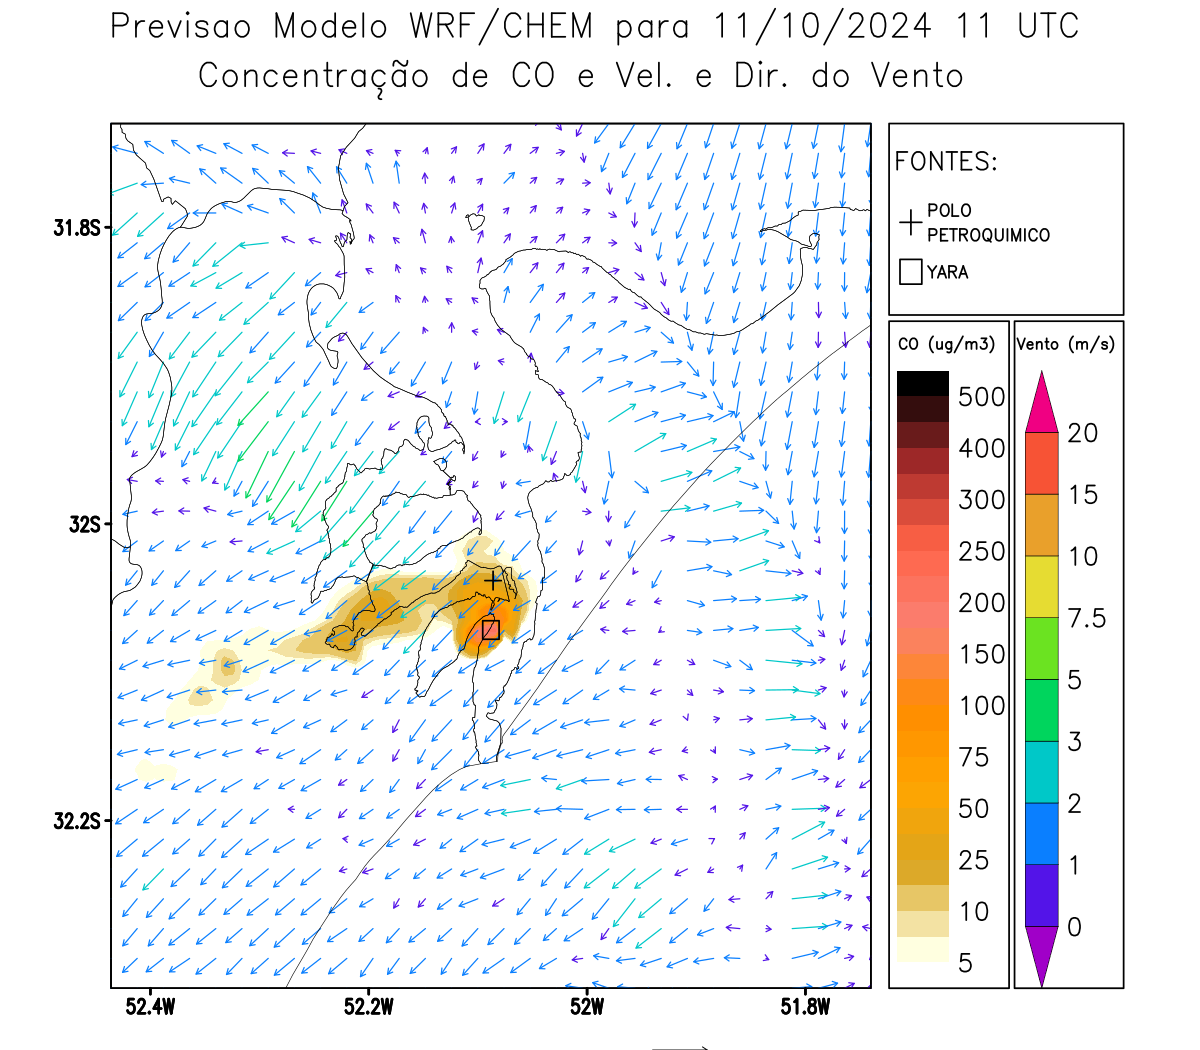 Previsao Modelo WRF/CHEM para 11/10/2024 11 UTC
Concentração de CO e Vel. e Dir. do Vento
FONTES:
POLO
PETROQUIMICO
YARA
31.8S
32S
32.2S
52.4W
52.2W
52W
51.8W
CO (ug/m3)
500
400
300
250
200
150
100
75
50
25
10
5
Vento (m/s)
20
15
10
7.5
5
3
2
1
0